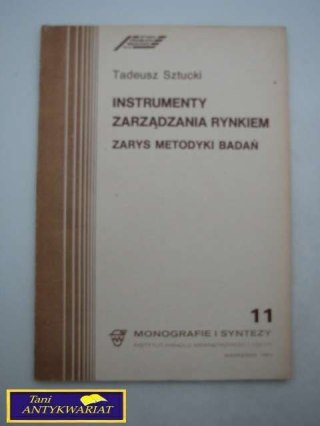 Tadeusz Sztucki
INSTRUMENTY
ZARZĄDZANIA RYNKIEM
ZARYS METODYKI BADAŃ
11
MONOGRAFIE I SYNTEZY
Tani
ANTYKWARIAT